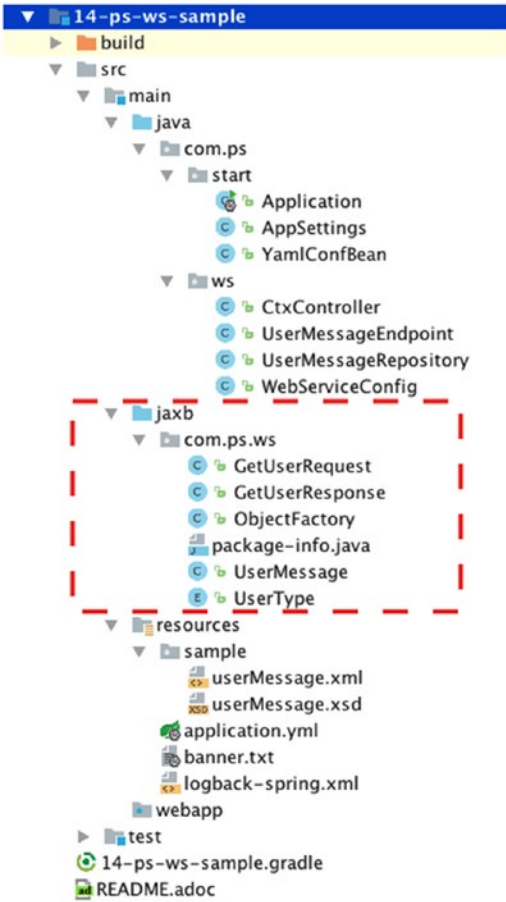 14-ps-ws-sample
build
src
main
java
com.ps
start
Application
AppSettings
YamlConfBean
ws
CtxController
UserMessageEndpoint
UserMessageRepository
WebServiceConfig
jaxb
com.ps.ws
GetUserRequest
GetUserResponse
ObjectFactory
package-info.java
UserMessage
UserType
resources
sample
userMessage.xml
userMessage.xsd
application.yml
banner.txt
logback-spring.xml
webapp
test
14-ps-ws-sample.gradle
README.adoc